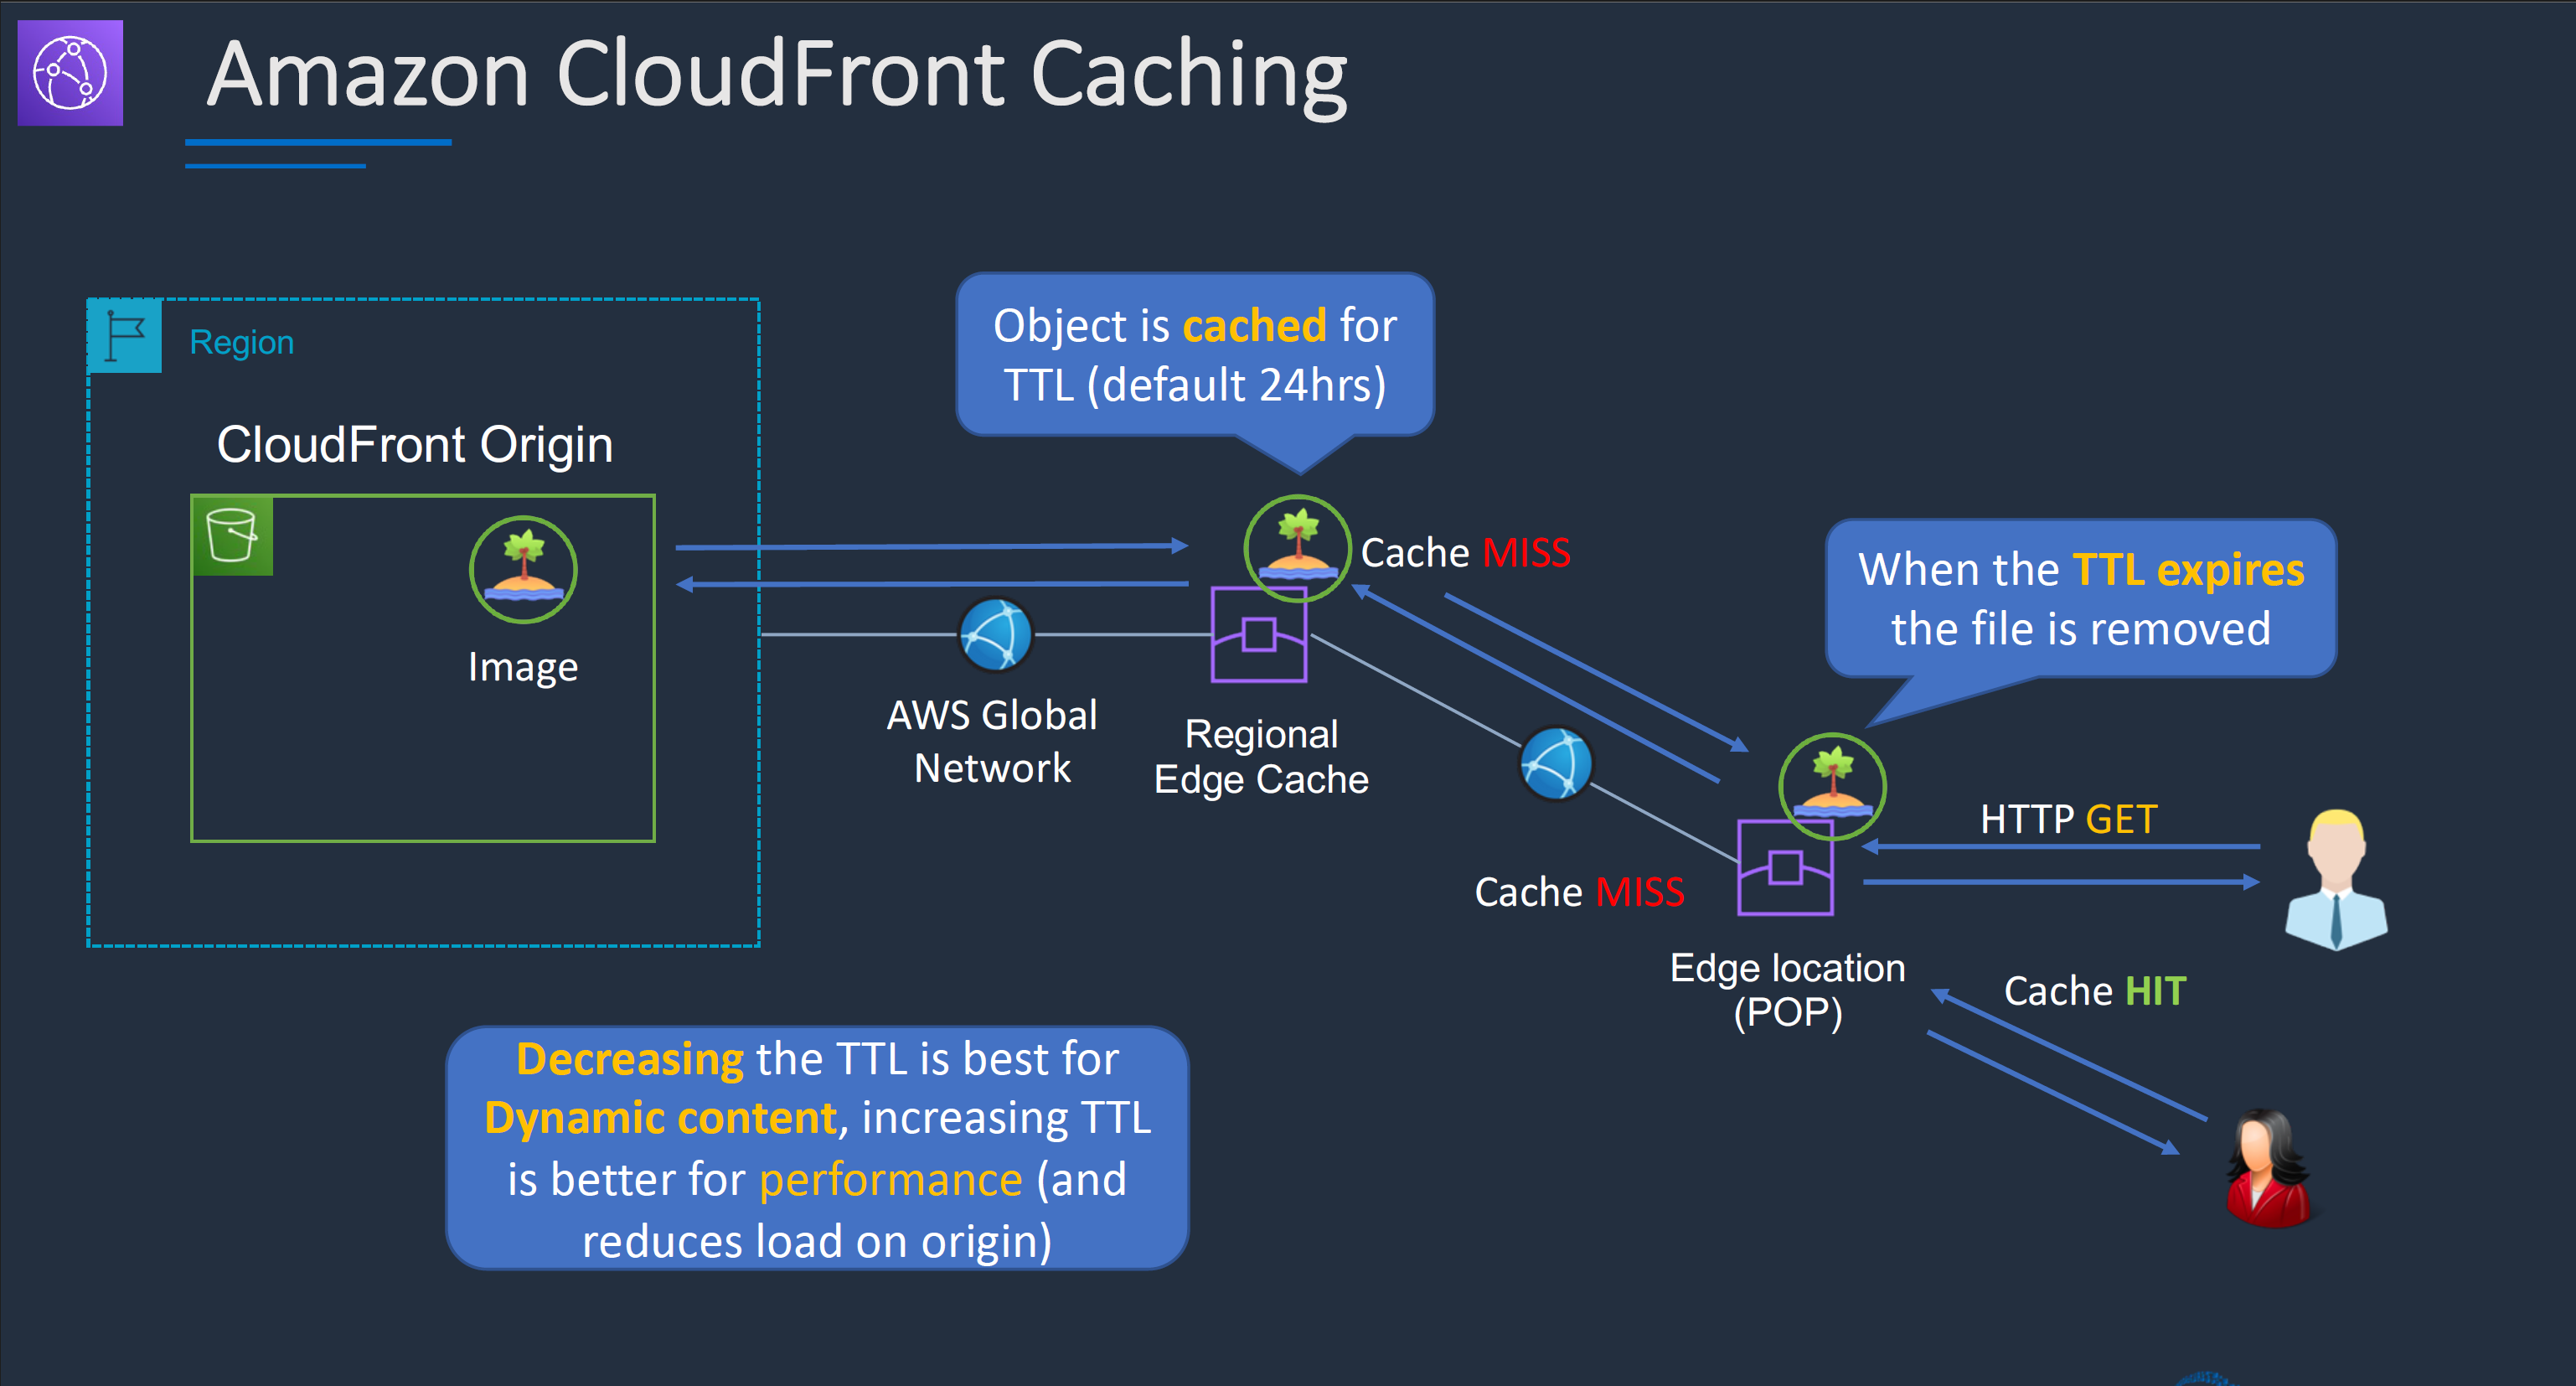 Amazon CloudFront Caching
Region
CloudFront Origin
Image
Object is cached for
TTL (default 24hrs)
Cache MISS
AWS Global
Network
Regional
Edge Cache
When the TTL expires
the file is removed
HTTP GET
Cache MISS
Edge location
(POP)
Cache HIT
Decreasing the TTL is best for
Dynamic content, increasing TTL
is better for performance (and
reduces load on origin)